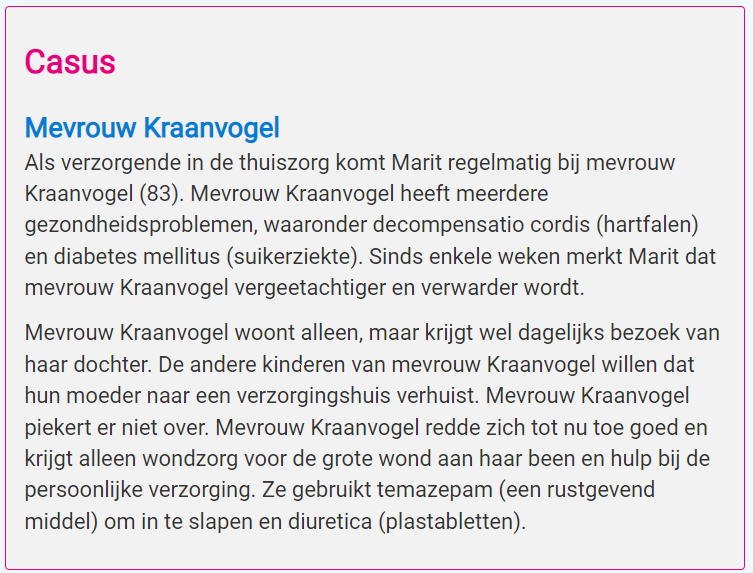 Casus
Mevrouw Kraanvogel
Als verzorgende in de thuiszorg komt Marit regelmatig bij mevrouw
Kraanvogel (83). Mevrouw Kraanvogel heeft meerdere
gezondheidsproblemen, waaronder decompensatio cordis (hartfalen)
en diabetes mellitus (suikerziekte). Sinds enkele weken merkt Marit dat
mevrouw Kraanvogel vergeetachtiger en verwarder wordt.
Mevrouw Kraanvogel woont alleen, maar krijgt wel dagelijks bezoek van
haar dochter. De andere kinderen van mevrouw Kraanvogel willen dat
hun moeder naar een verzorgingshuis verhuist. Mevrouw Kraanvogel
piekert er niet over. Mevrouw Kraanvogel redde zich tot nu toe goed en
krijgt alleen wondzorg voor de grote wond aan haar been en hulp bij de
persoonlijke verzorging. Ze gebruikt temazepam (een rustgevend
middel) om in te slapen en diuretica (plastabletten).